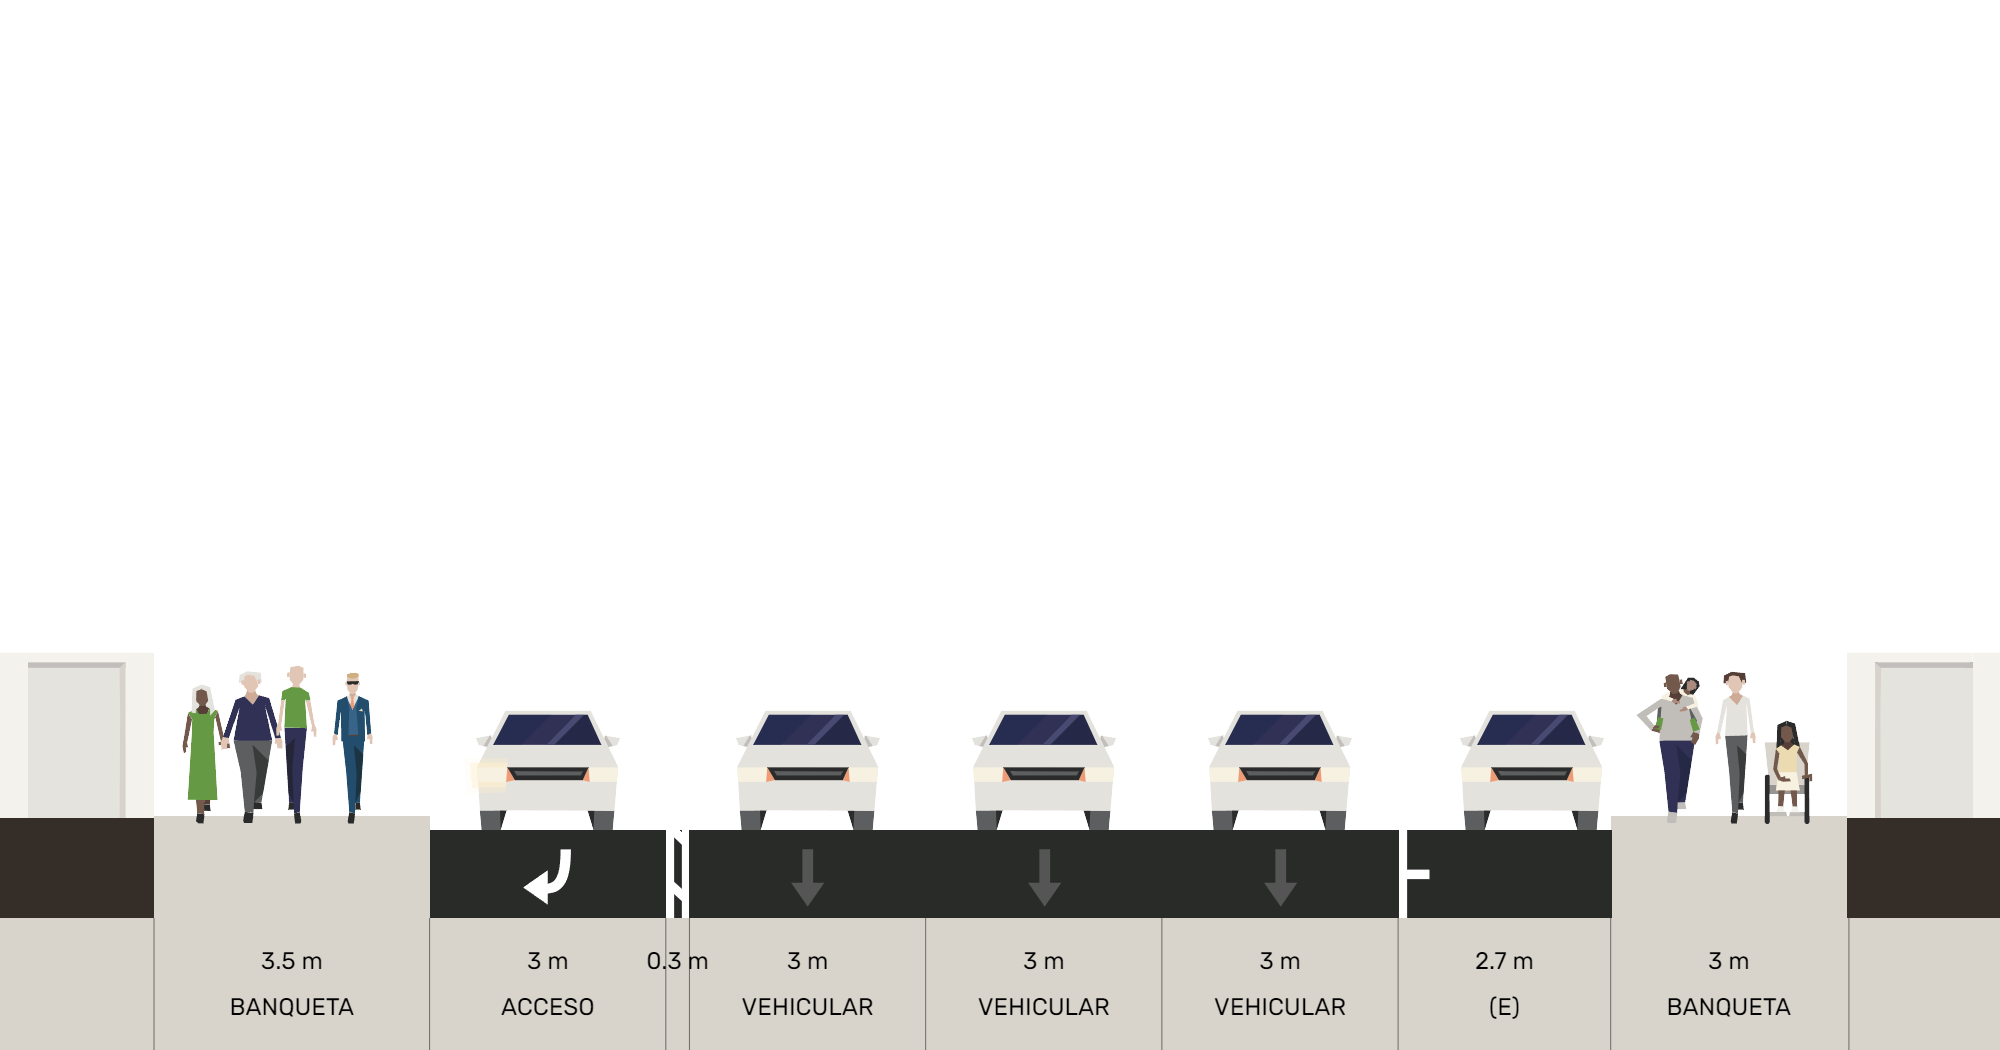 3.5 m
BANQUETA
3 m
ACCESO
0.3 m
3 m
VEHICULAR
3 m
VEHICULAR
3 m
VEHICULAR
2.7 m
(E)
3 m
BANQUETA